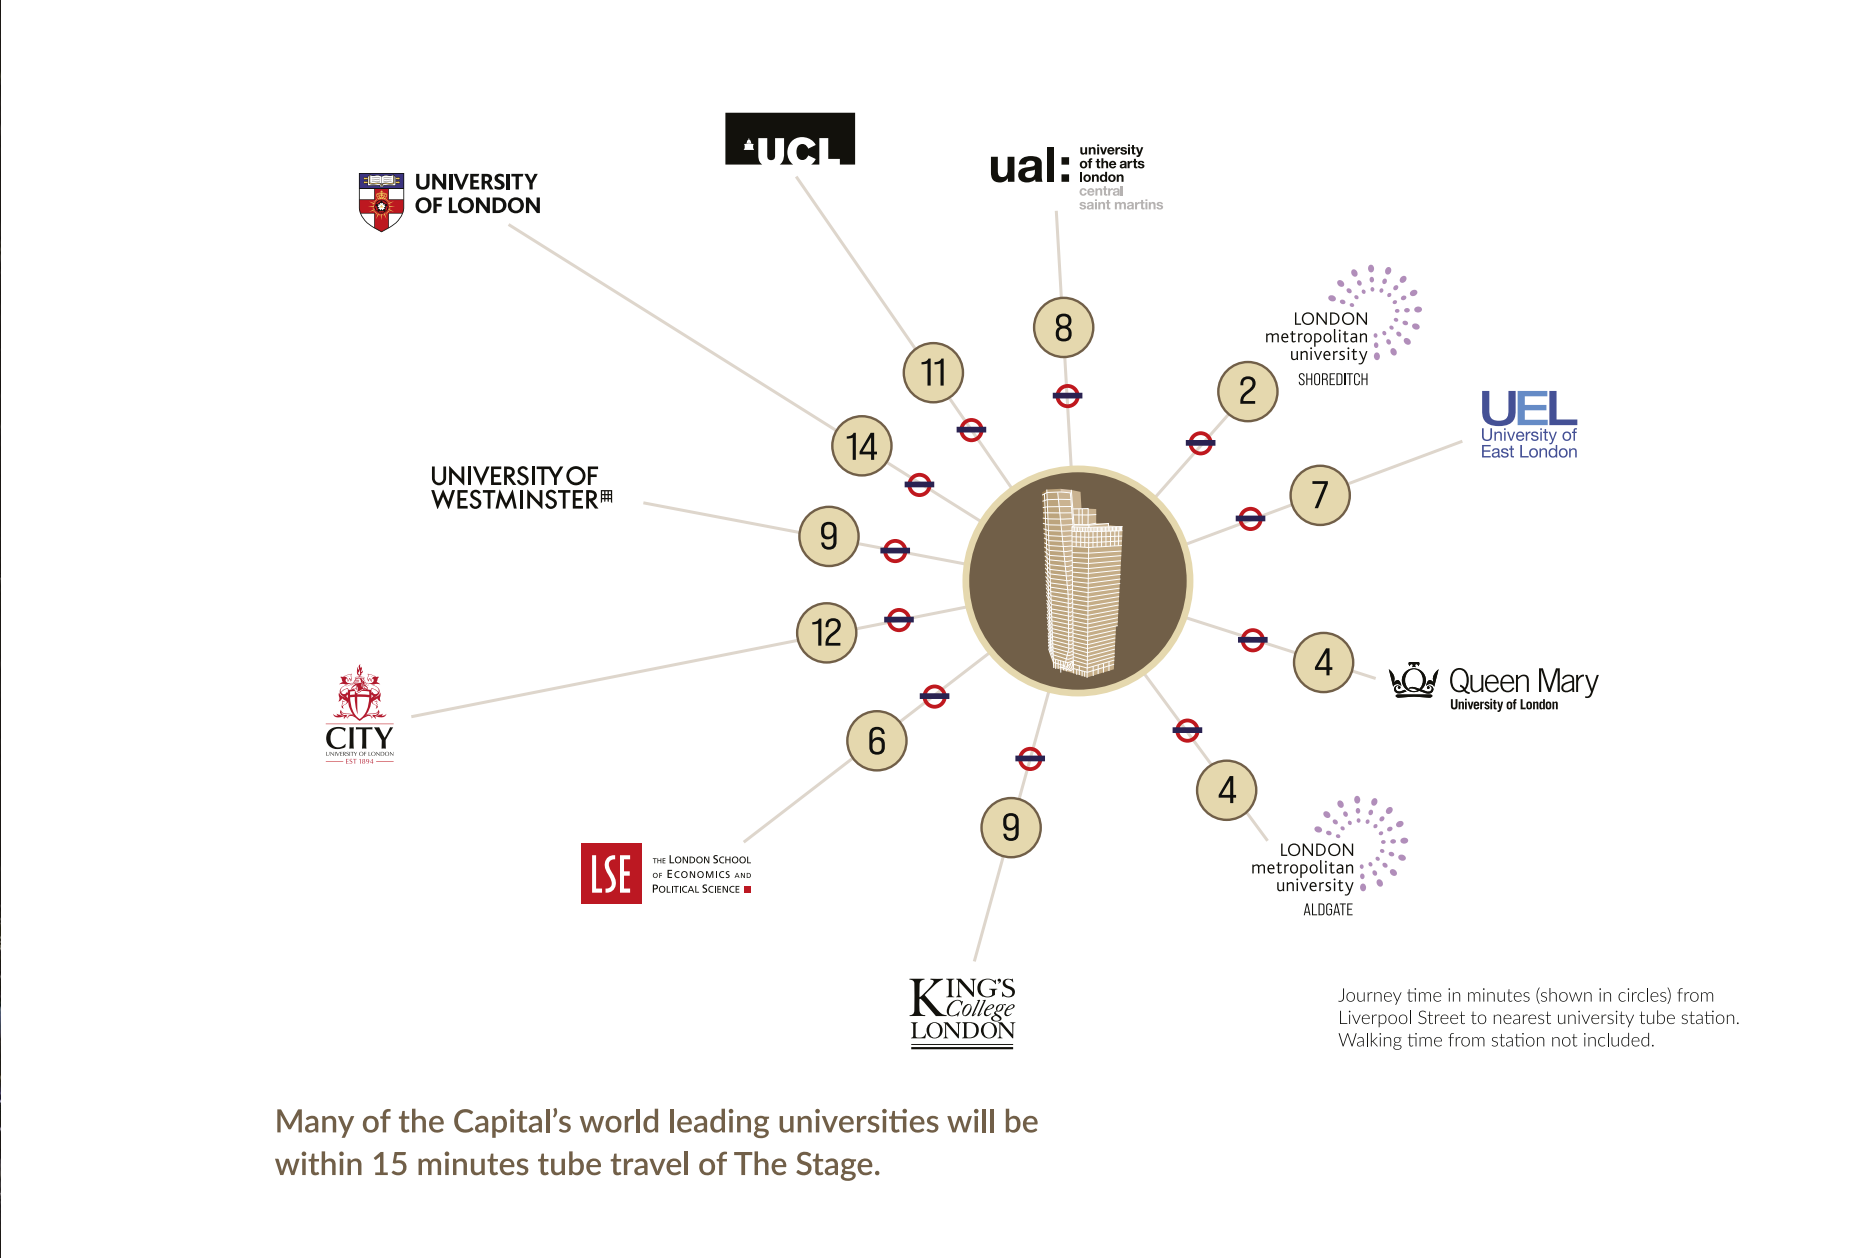 UCL
ual:
university
of the arts
london
central
saint martins
UNIVERSITY
OF LONDON
LONDON
metropolitan
university
SHOREDITCH
8
11
2
UEL
University of
East London
14
UNIVERSITY OF
WESTMINSTER
7
9
12
4
Queen Mary
University of London
CITY
UNIVERSITY OF LONDON
EST 1894
6
4
9
LSE
THE LONDON SCHOOL
OF ECONOMICS AND
POLITICAL SCIENCE
LONDON
metropolitan
university
ALDGATE
KING'S
College
LONDON
Journey time in minutes (shown in circles) from
Liverpool Street to nearest university tube station.
Walking time from station not included.
Many of the Capital's world leading universities will be
within 15 minutes tube travel of The Stage.